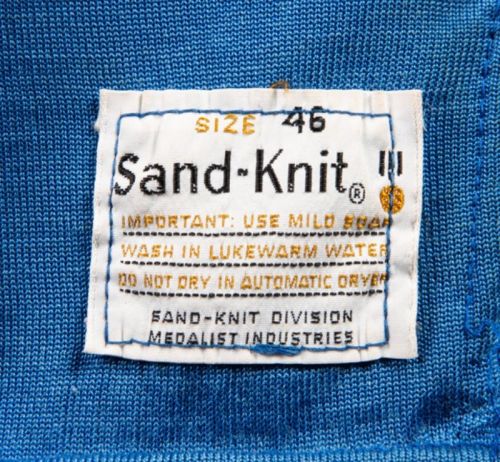 SIZE 46
Sand-Knit®
IMPORTANT: USE MILD SOAP
WASH IN LUKEWARM WATER
DO NOT DRY IN AUTOMATIC DRYER
SAND-KNIT DIVISION
MEDALIST INDUSTRIES